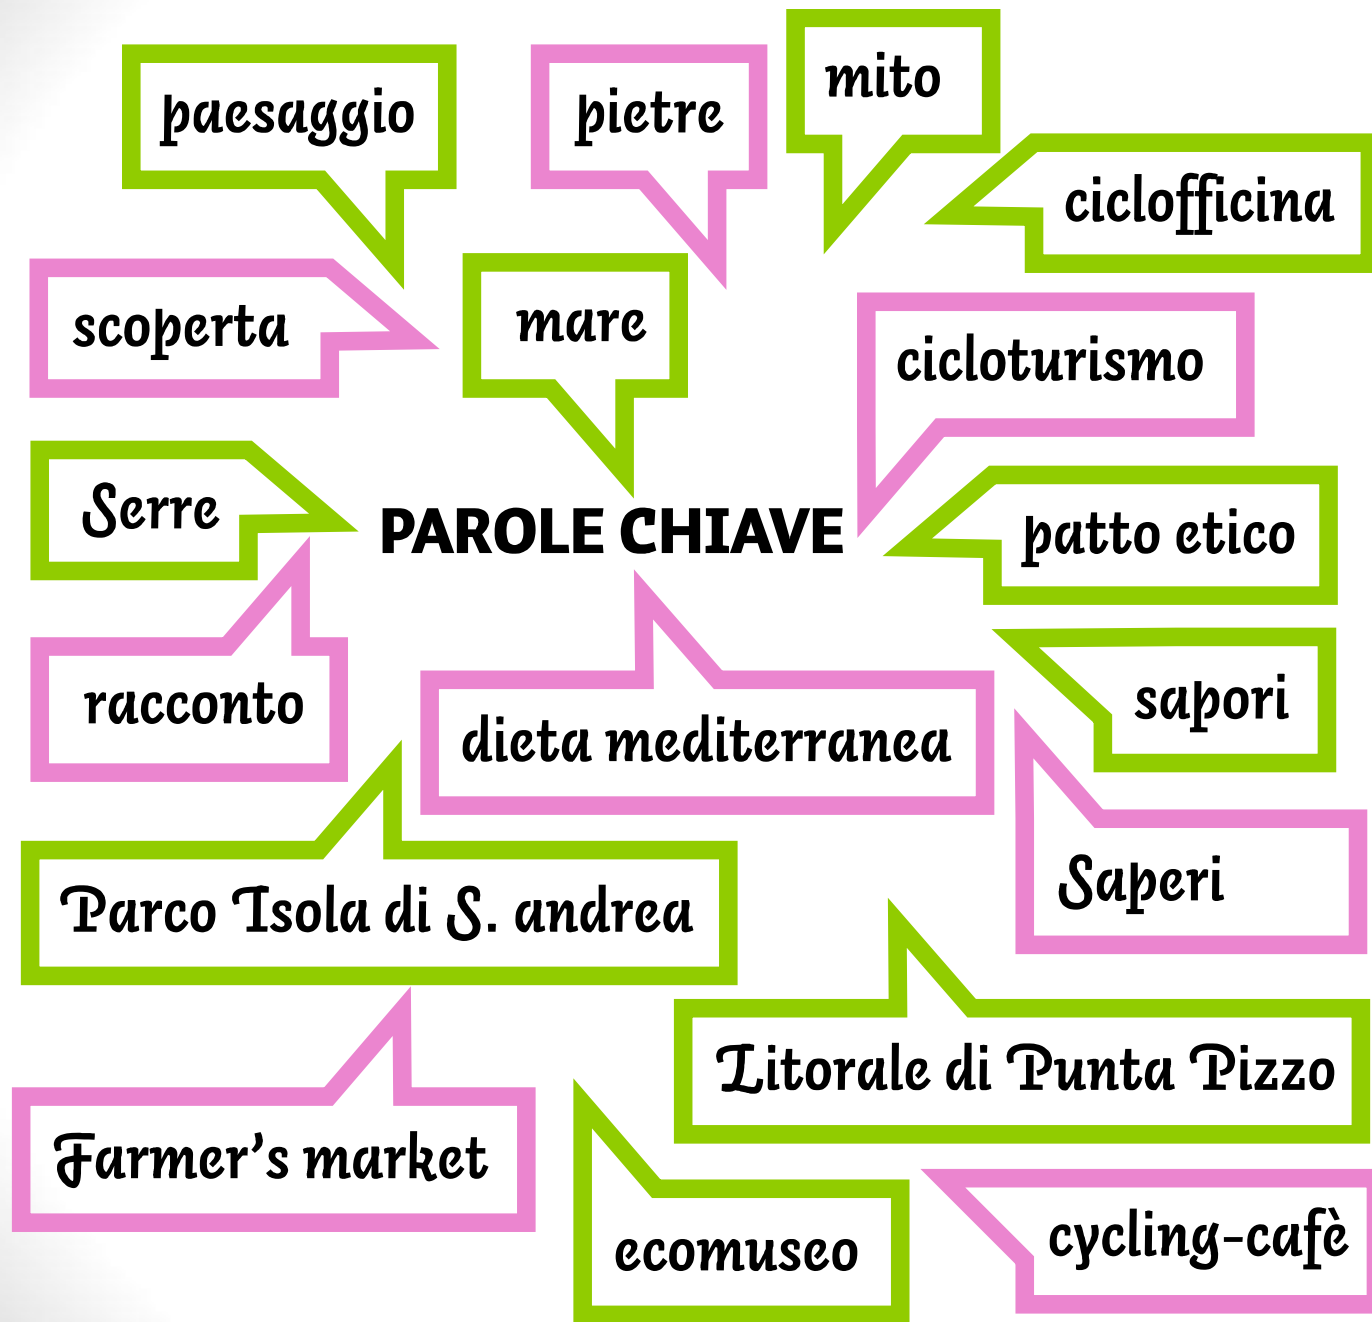 mito
paesaggio
pietre
ciclofficina
scoperta
mare
cicloturismo
Serre
PAROLE CHIAVE
patto etico
racconto
dieta mediterranea
sapori
Saperi
Parco Isola di S. andrea
Litorale di Punta Pizzo
Farmer's market
ecomuseo
cycling-cafè